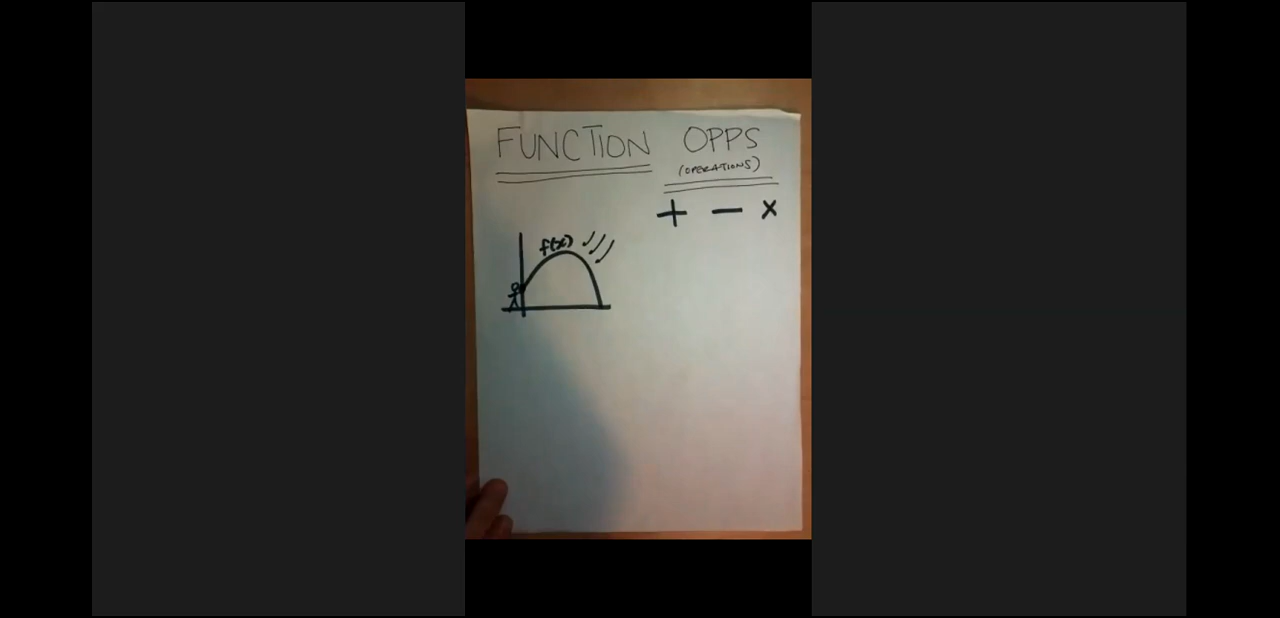 FUNCTION OPPS
(OPERATIONS)
+ − ×
f(x)